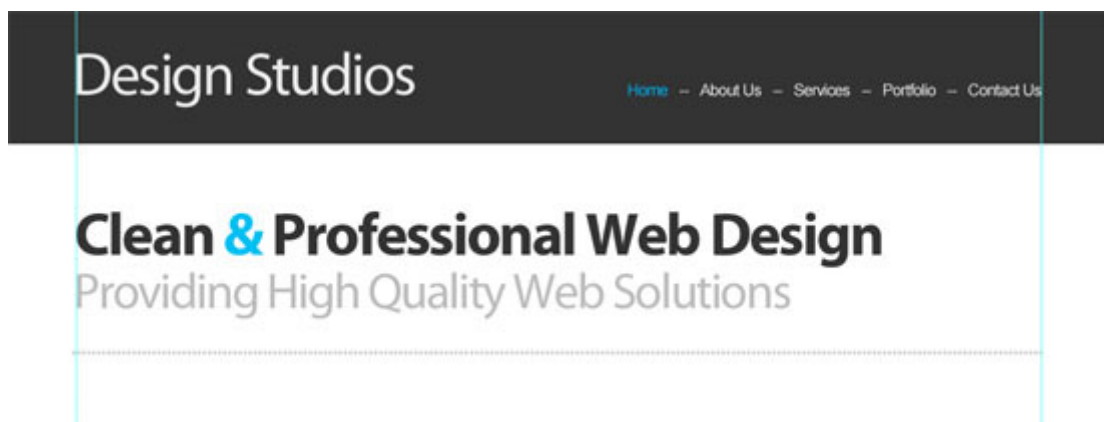 Design Studios
Home – About Us – Services – Portfolio – Contact Us
Clean & Professional Web Design
Providing High Quality Web Solutions